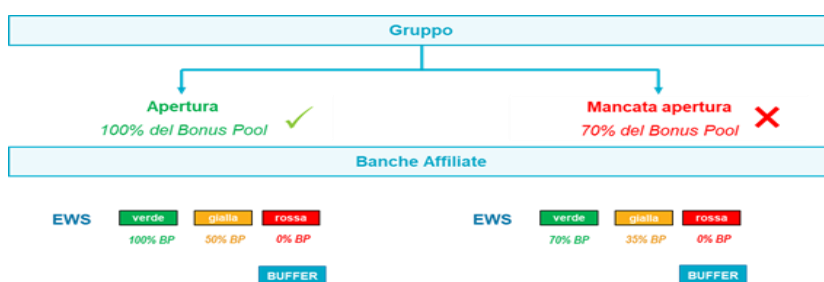 Gruppo
Apertura
100% del Bonus Pool
Mancata apertura
70% del Bonus Pool
Banche Affiliate
EWS verde gialla rossa
100% BP 50% BP 0% BP
BUFFER
EWS verde gialla rossa
70% BP 35% BP 0% BP
BUFFER